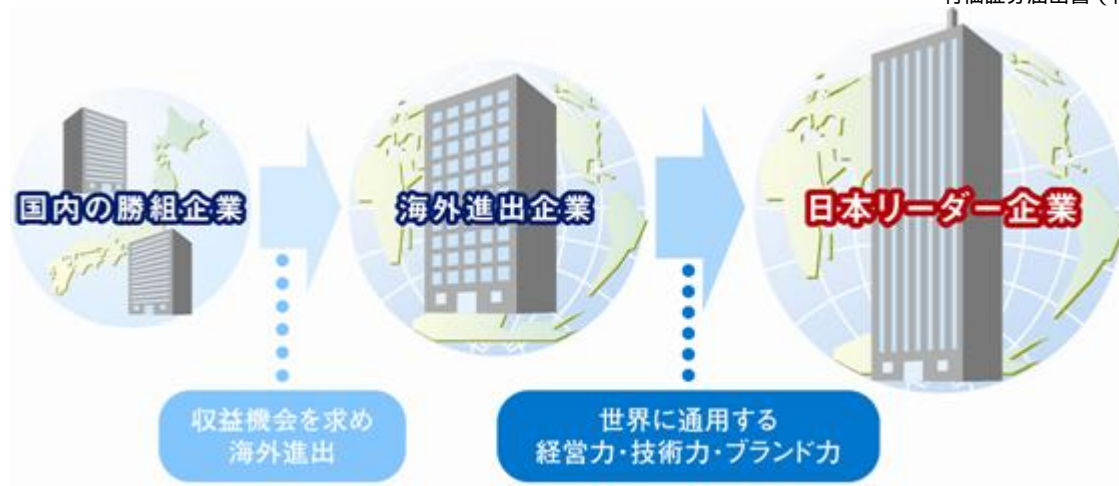 国内の勝組企業
海外進出企業
日本リーダー企業
収益機会を求め
海外進出
世界に通用する
経営力・技術力・ブランド力